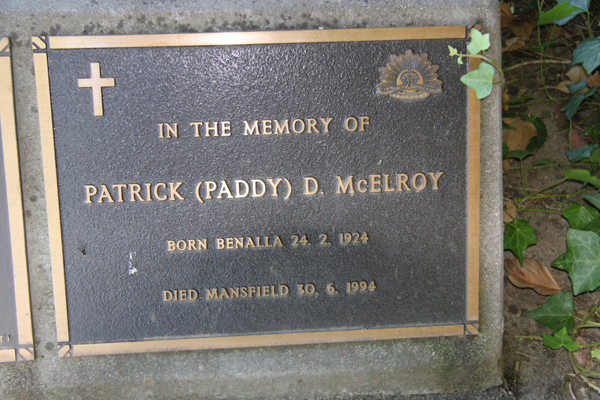 IN THE MEMORY OF
PATRICK (PADDY) D. McELROY
BORN BENALLA 24. 2. 1924
DIED MANSFIELD 30. 6. 1994